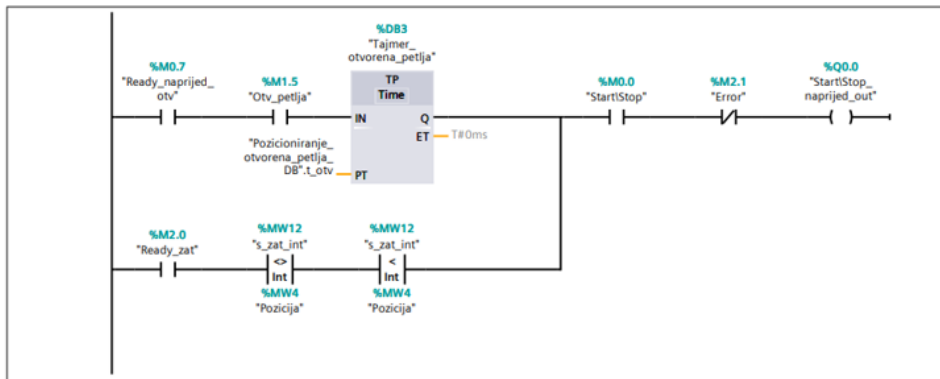 %DB3
"Tajmer_
otvorena_petlja"
%M0.7
"Ready_naprijed_
otv"
%M1.5
"Otv_petlja"
TP
Time
IN
Q
ET
T#0ms
"Pozicioniranje_
otvorena_petlja_
DB".t_otv
PT
%M0.0
"Start\Stop"
%M2.1
"Error"
%Q0.0
"Start\Stop_
naprijed_out"
%M2.0
"Ready_zat"
%MW12
"s_zat_int"
<>
Int
%MW4
"Pozicija"
%MW12
"s_zat_int"
<
Int
%MW4
"Pozicija"